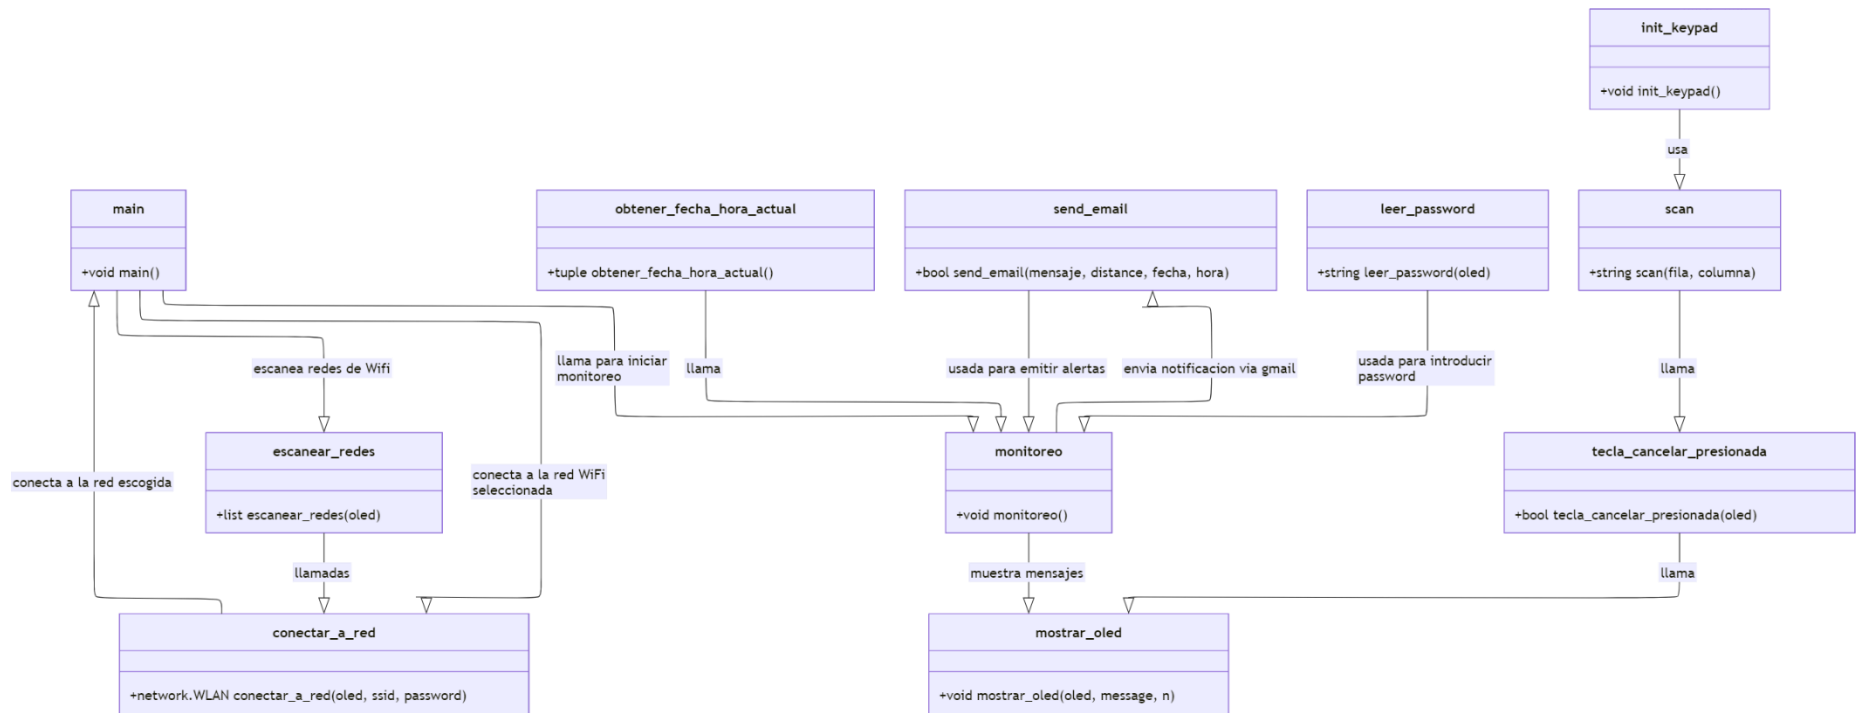 init_keypad
+void init_keypad()
usa
main
+void main()
obtener_fecha_hora_actual
+tuple obtener_fecha_hora_actual()
send_email
+bool send_email(mensaje, distance, fecha, hora)
leer_password
+string leer_password(oled)
scan
+string scan(fila, columna)
escanea redes de Wifi
llama para iniciar
monitoreo
llama
usada para emitir alertas
envia notificacion via gmail
usada para introducir
password
llama
escanear_redes
+list escanear_redes(oled)
conecta a la red escogida
conecta a la red WiFi
seleccionada
monitoreo
+void monitoreo()
tecla_cancelar_presionada
+bool tecla_cancelar_presionada(oled)
llamadas
muestra mensajes
llama
conectar_a_red
+network.WLAN conectar_a_red(oled, ssid, password)
mostrar_oled
+void mostrar_oled(oled, message, n)